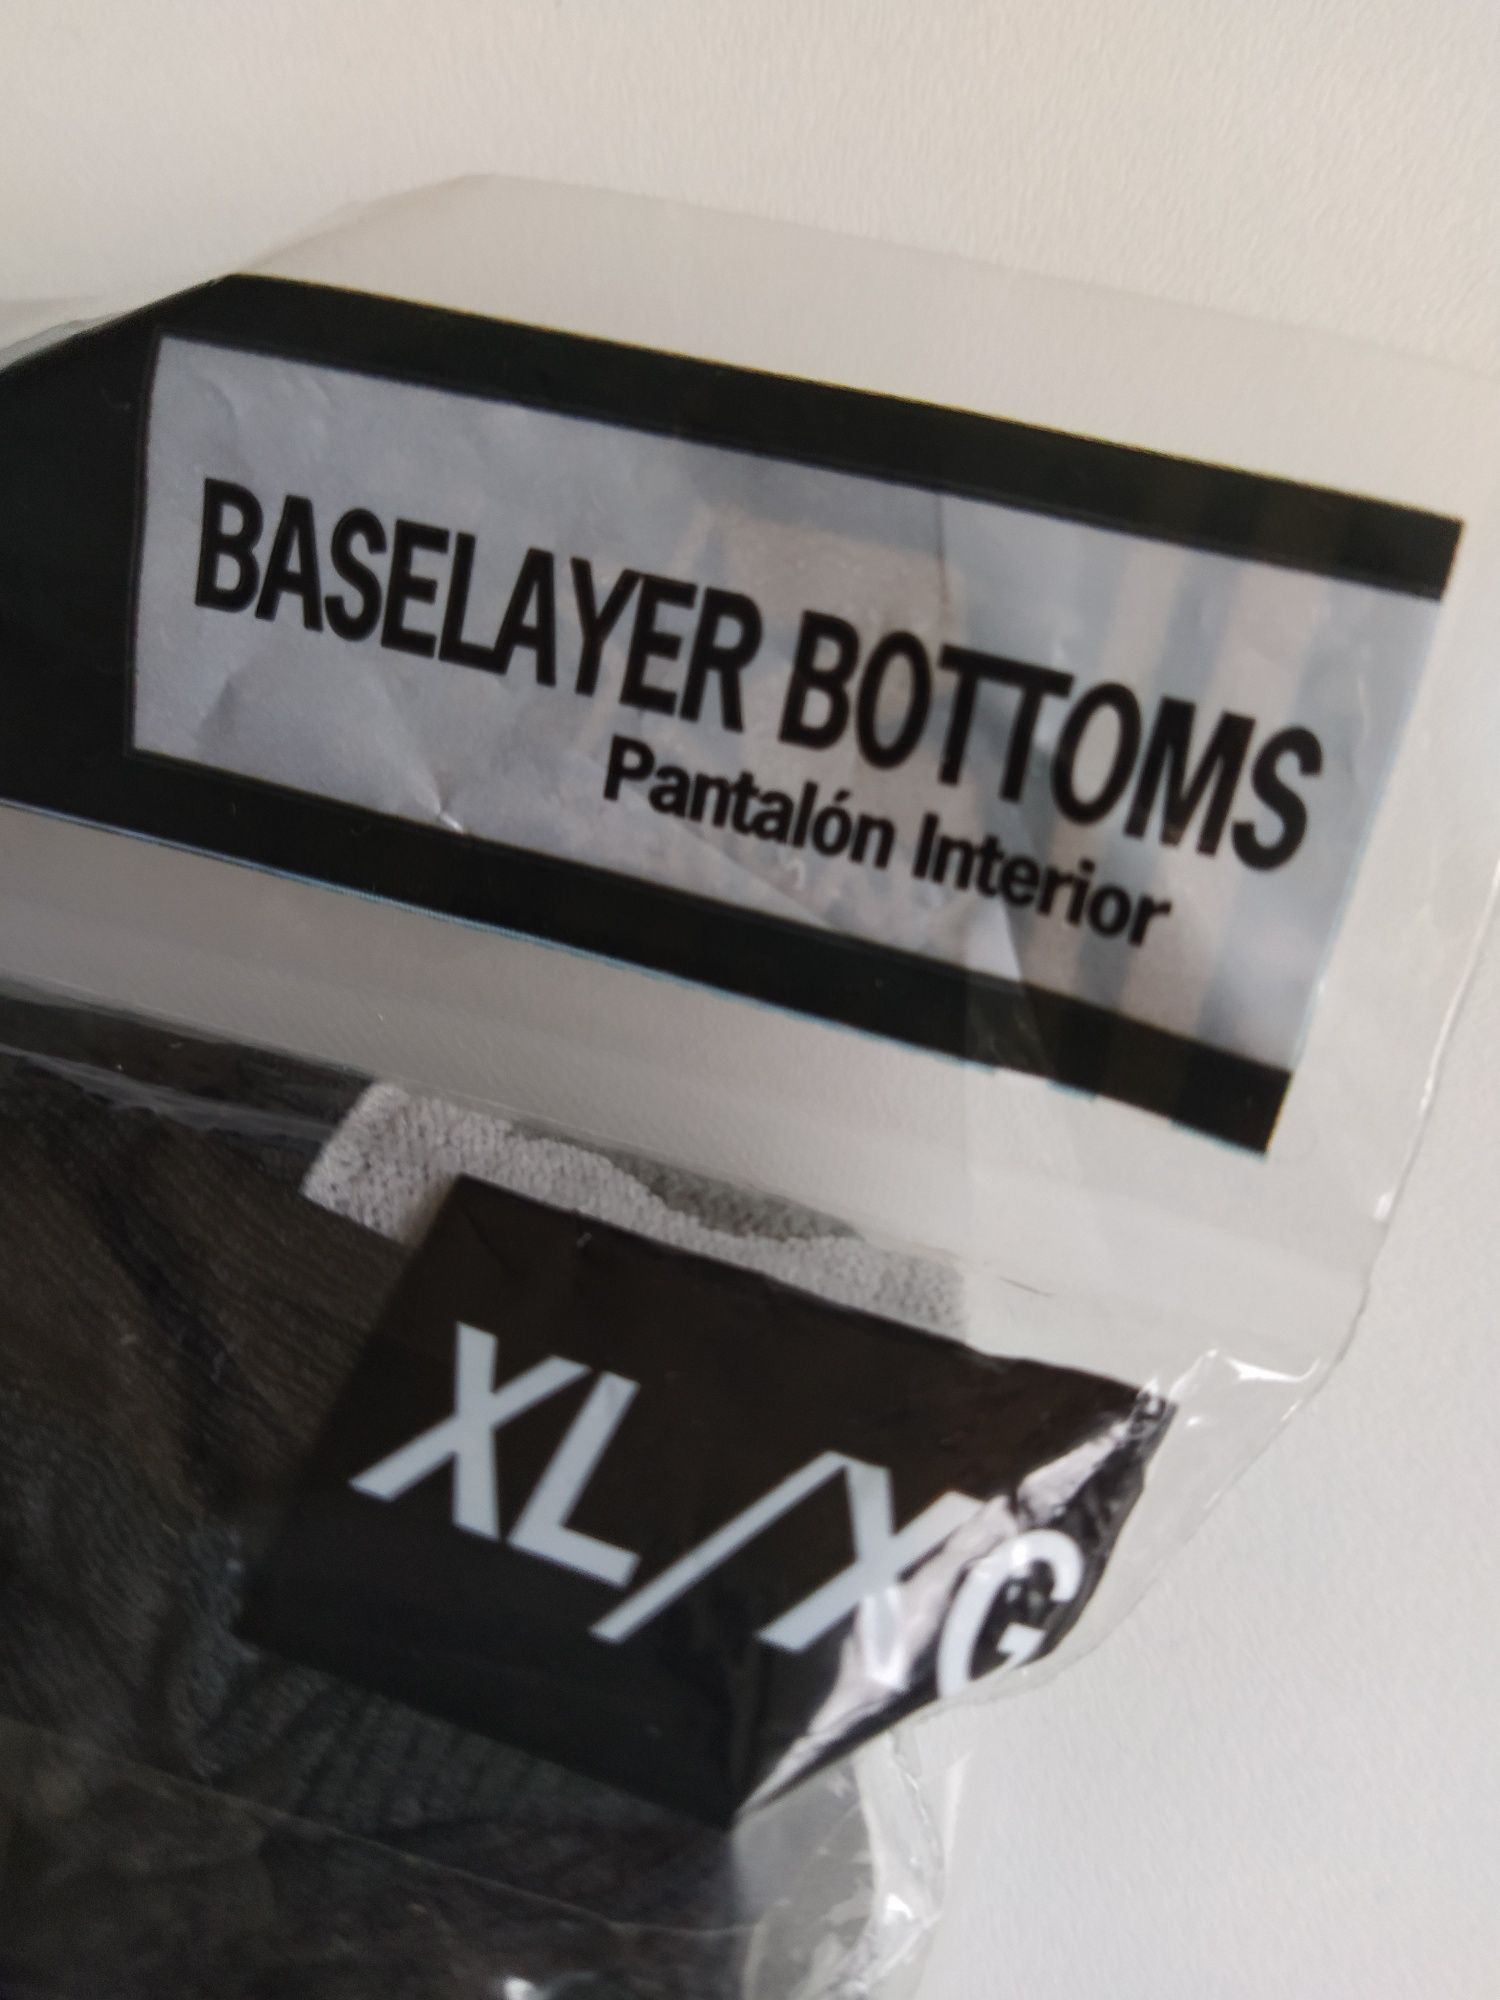 BASELAYER BOTTOMS
Pantalón Interior
XL/XG